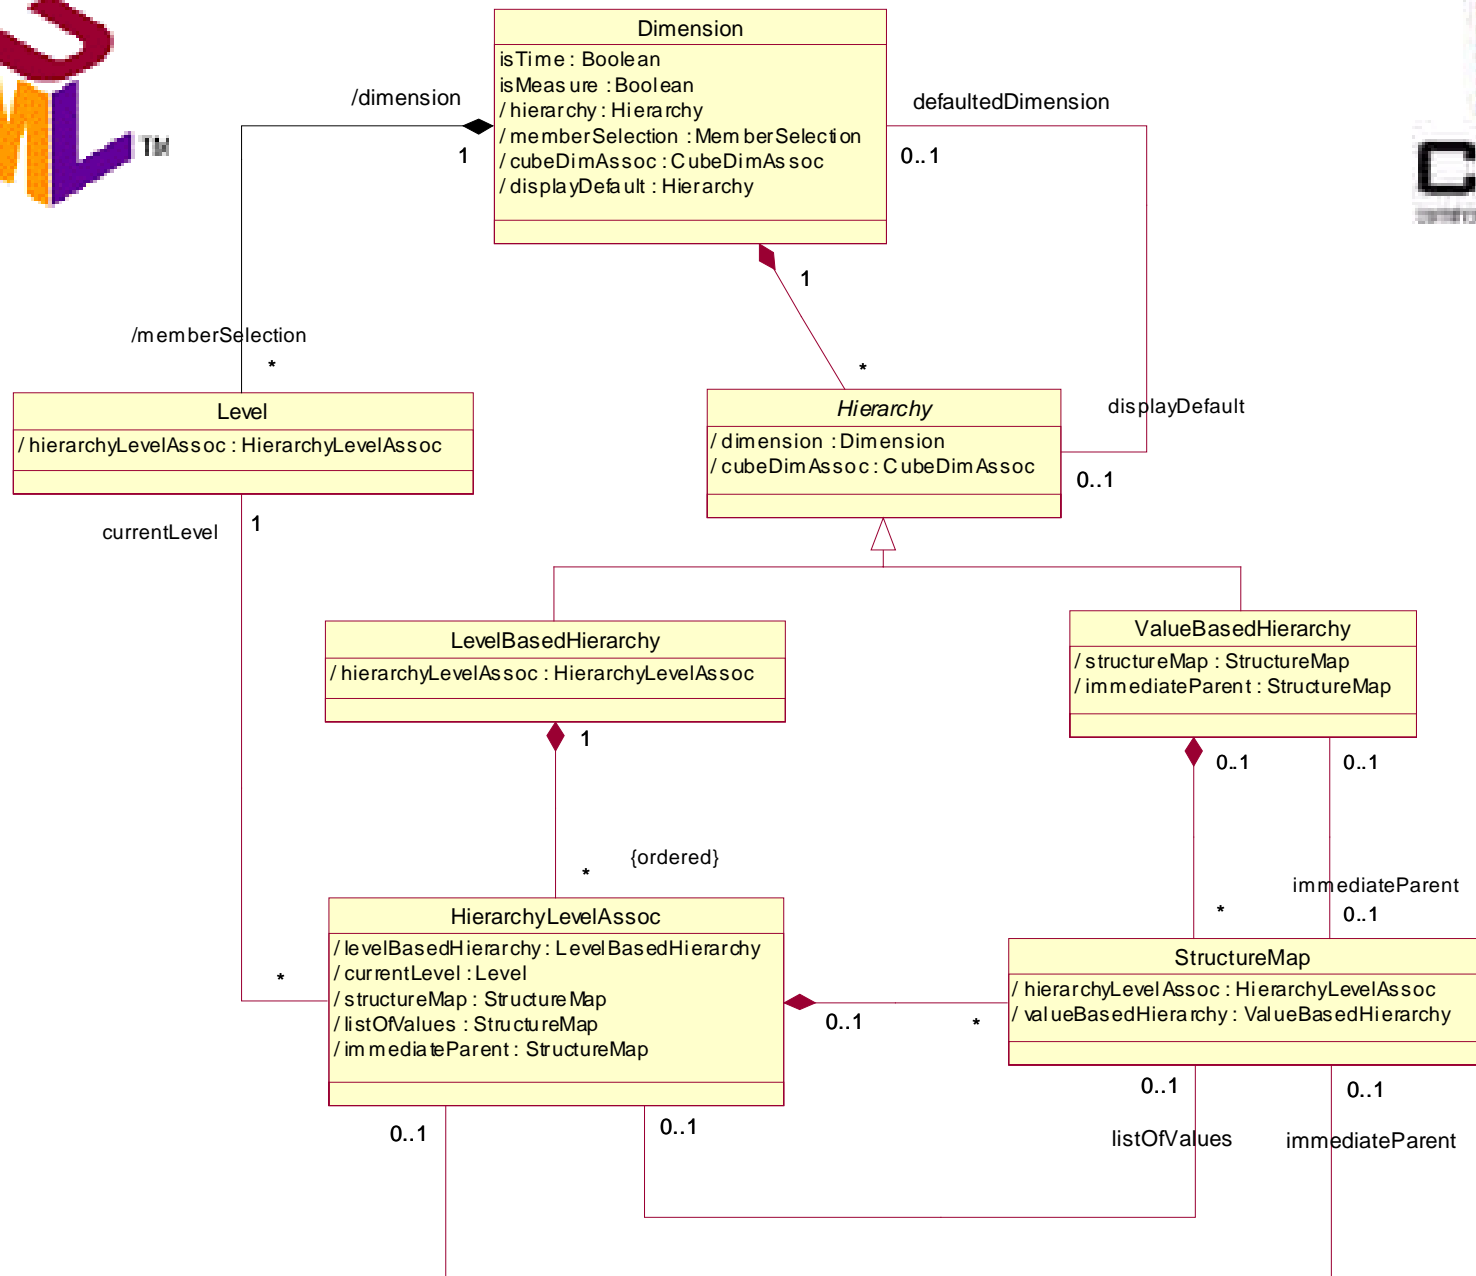 TM
Dimension
isTime : Boolean
isMeasure : Boolean
/ hierarchy : Hierarchy
/ memberSelection : MemberSelection
/ cubeDimAssoc : CubeDimAssoc
/ displayDefault : Hierarchy
/dimension
1
defaultedDimension
0..1
1
/memberSelection
*
*
Level
/ hierarchyLevelAssoc : HierarchyLevelAssoc
Hierarchy
/ dimension : Dimension
/ cubeDimAssoc : CubeDimAssoc
displayDefault
0..1
currentLevel
1
LevelBasedHierarchy
/ hierarchyLevelAssoc : HierarchyLevelAssoc
ValueBasedHierarchy
/ structureMap : StructureMap
/ immediateParent : StructureMap
1
0..1
0..1
{ordered}
*
immediateParent
*
0..1
HierarchyLevelAssoc
/ levelBasedHierarchy : LevelBasedHierarchy
/ currentLevel : Level
/ structureMap : StructureMap
/ listOfValues : StructureMap
/ immediateParent : StructureMap
*
0..1
*
StructureMap
/ hierarchyLevelAssoc : HierarchyLevelAssoc
/ valueBasedHierarchy : ValueBasedHierarchy
0..1
0..1
0..1
0..1
listOfValues
immediateParent